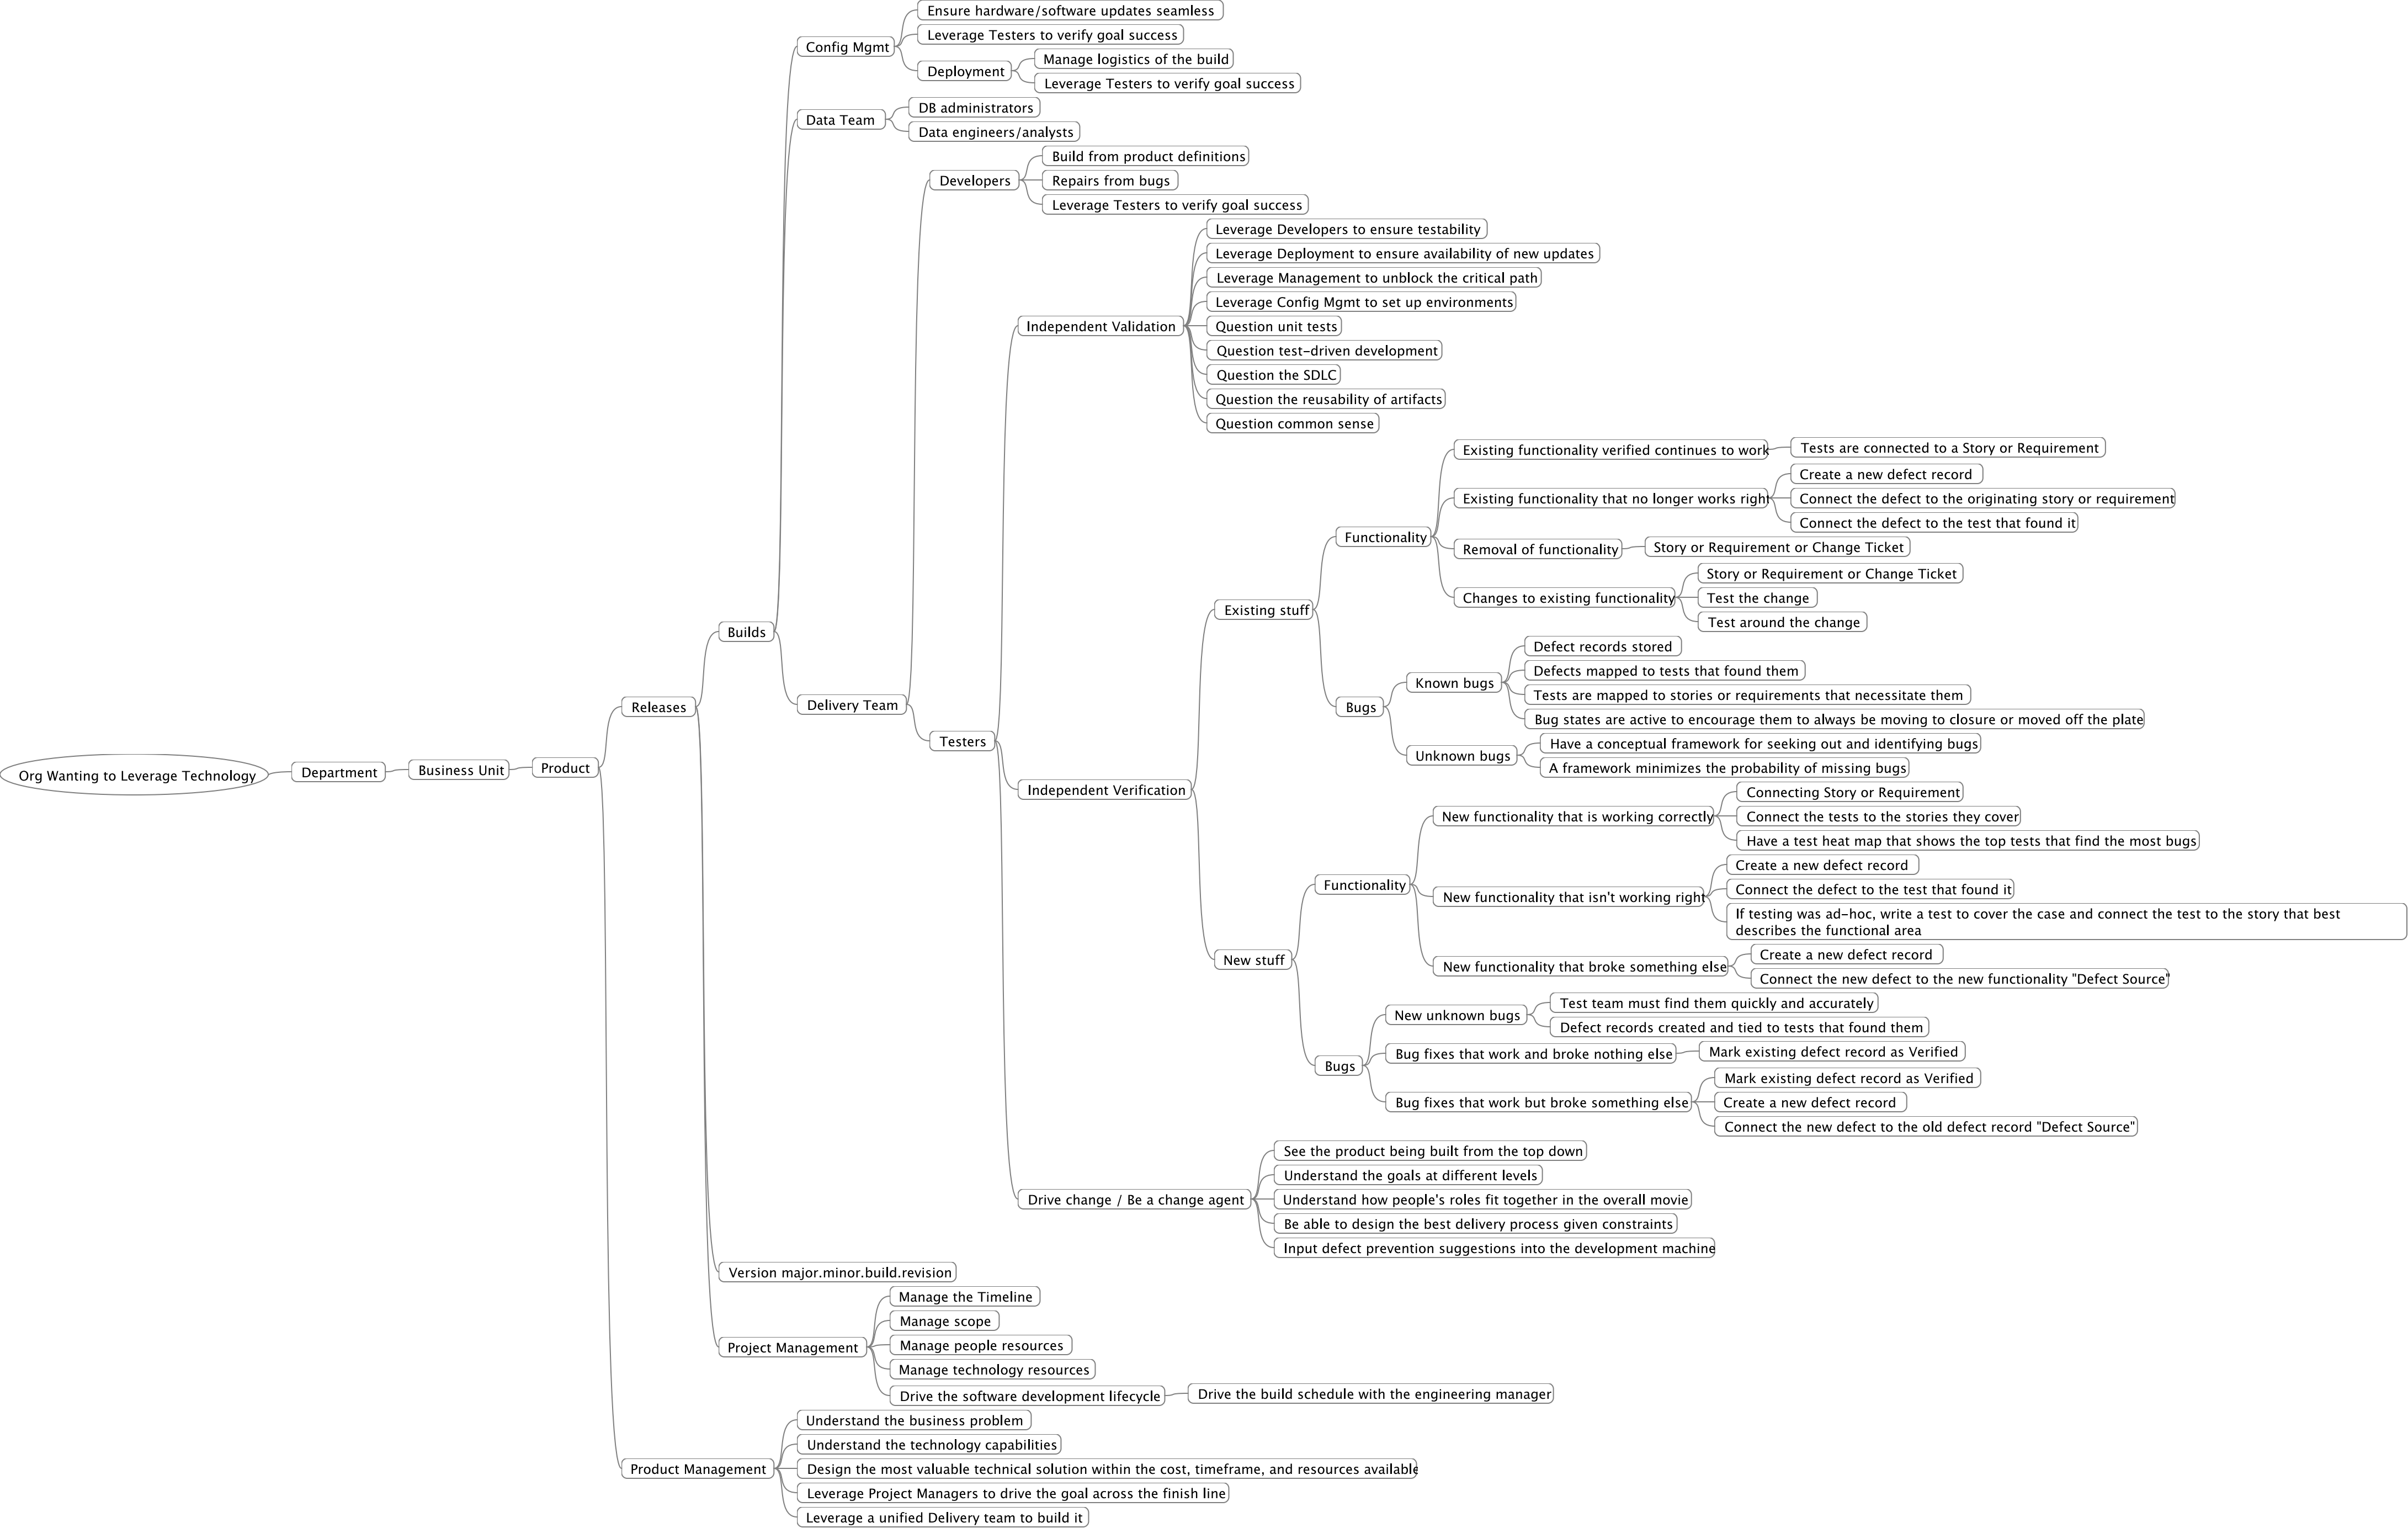 Ensure hardware/software updates seamless
Leverage Testers to verify goal success
Config Mgmt
Manage logistics of the build
Deployment
Leverage Testers to verify goal success
DB administrators
Data Team
Data engineers/analysts
Build from product definitions
Developers
Repairs from bugs
Leverage Testers to verify goal success
Leverage Developers to ensure testability
Leverage Deployment to ensure availability of new updates
Leverage Management to unblock the critical path
Leverage Config Mgmt to set up environments
Independent Validation
Question unit tests
Question test-driven development
Question the SDLC
Question the reusability of artifacts
Question common sense
Existing functionality verified continues to work
Tests are connected to a Story or Requirement
Create a new defect record
Existing functionality that no longer works right
Connect the defect to the originating story or requirement
Connect the defect to the test that found it
Functionality
Removal of functionality
Story or Requirement or Change Ticket
Story or Requirement or Change Ticket
Changes to existing functionality
Test the change
Test around the change
Existing stuff
Builds
Defect records stored
Defects mapped to tests that found them
Known bugs
Tests are mapped to stories or requirements that necessitate them
Bug states are active to encourage them to always be moving to closure or moved off the plate
Releases
Delivery Team
Bugs
Testers
Have a conceptual framework for seeking out and identifying bugs
Unknown bugs
A framework minimizes the probability of missing bugs
Org Wanting to Leverage Technology
Department
Business Unit
Product
Independent Verification
Connecting Story or Requirement
New functionality that is working correctly
Connect the tests to the stories they cover
Have a test heat map that shows the top tests that find the most bugs
Functionality
Create a new defect record
New functionality that isn't working right
Connect the defect to the test that found it
If testing was ad-hoc, write a test to cover the case and connect the test to the story that best
describes the functional area
New stuff
New functionality that broke something else
Create a new defect record
Connect the new defect to the new functionality "Defect Source"
New unknown bugs
Test team must find them quickly and accurately
Defect records created and tied to tests that found them
Bugs
Bug fixes that work and broke nothing else
Mark existing defect record as Verified
Bug fixes that work but broke something else
Mark existing defect record as Verified
Create a new defect record
Connect the new defect to the old defect record "Defect Source"
See the product being built from the top down
Understand the goals at different levels
Drive change / Be a change agent
Understand how people's roles fit together in the overall movie
Be able to design the best delivery process given constraints
Input defect prevention suggestions into the development machine
Version major.minor.build.revision
Manage the Timeline
Manage scope
Project Management
Manage people resources
Manage technology resources
Drive the software development lifecycle
Drive the build schedule with the engineering manager
Understand the business problem
Understand the technology capabilities
Product Management
Design the most valuable technical solution within the cost, timeframe, and resources available
Leverage Project Managers to drive the goal across the finish line
Leverage a unified Delivery team to build it